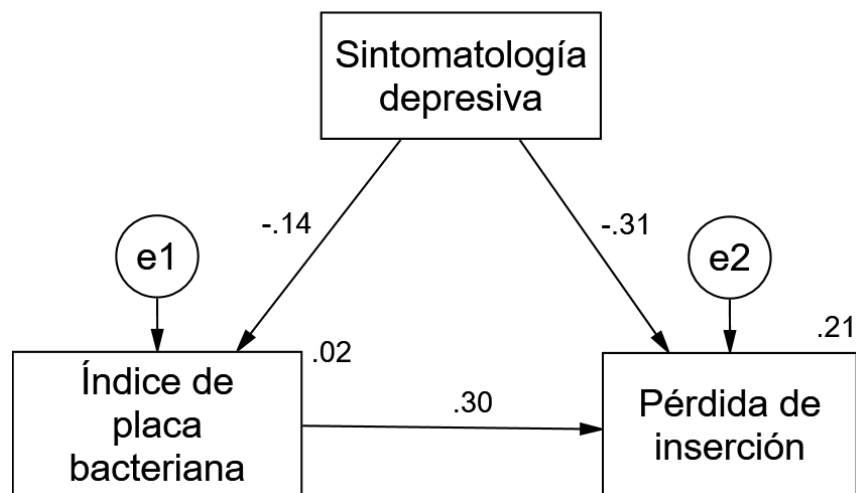 Sintomatología
depresiva
-.14
-.31
e1
e2
.02
.21
Índice de
placa
bacteriana
.30
Pérdida de
inserción